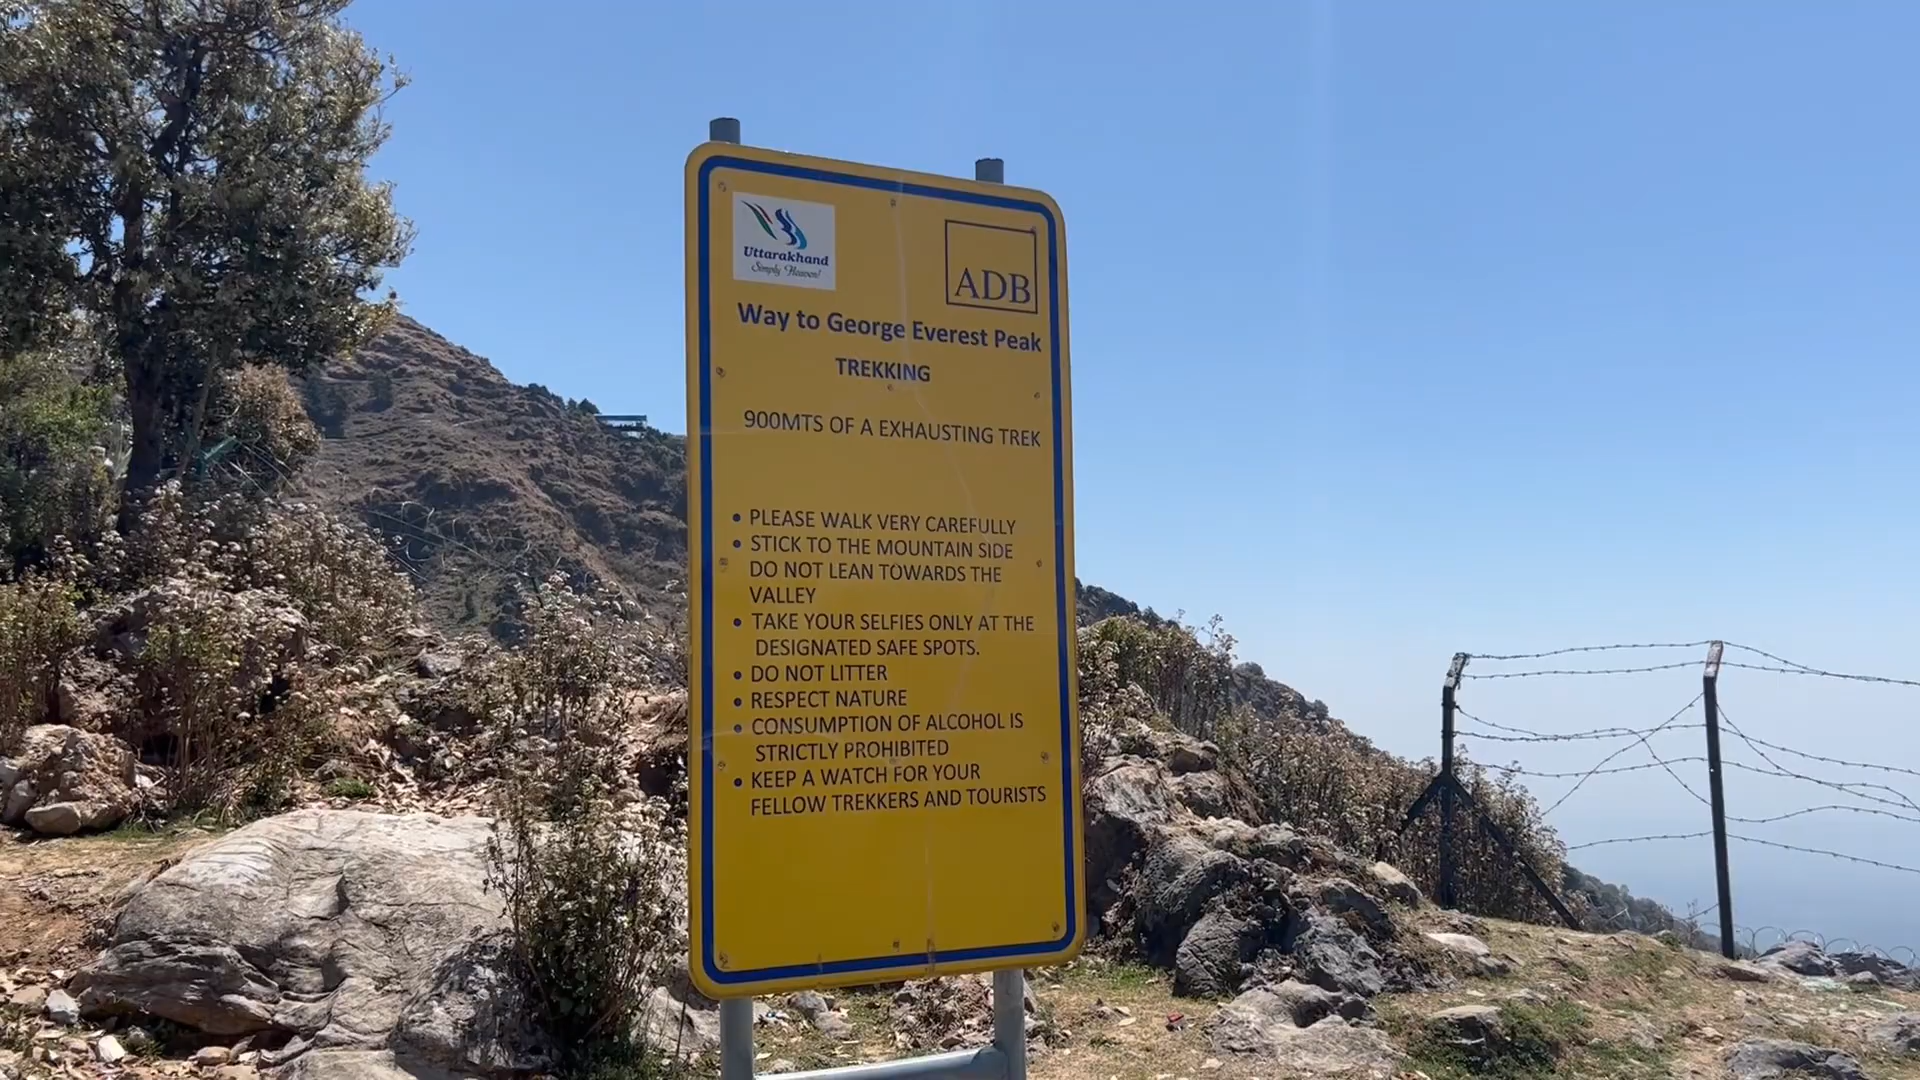 Uttarakhand
Simply Heaven!
ADB
Way to George Everest Peak
TREKKING
900MTS OF A EXHAUSTING TREK
• PLEASE WALK VERY CAREFULLY
• STICK TO THE MOUNTAIN SIDE
DO NOT LEAN TOWARDS THE
VALLEY
• TAKE YOUR SELFIES ONLY AT THE
DESIGNATED SAFE SPOTS.
• DO NOT LITTER
• RESPECT NATURE
• CONSUMPTION OF ALCOHOL IS
STRICTLY PROHIBITED
• KEEP A WATCH FOR YOUR
FELLOW TREKKERS AND TOURISTS